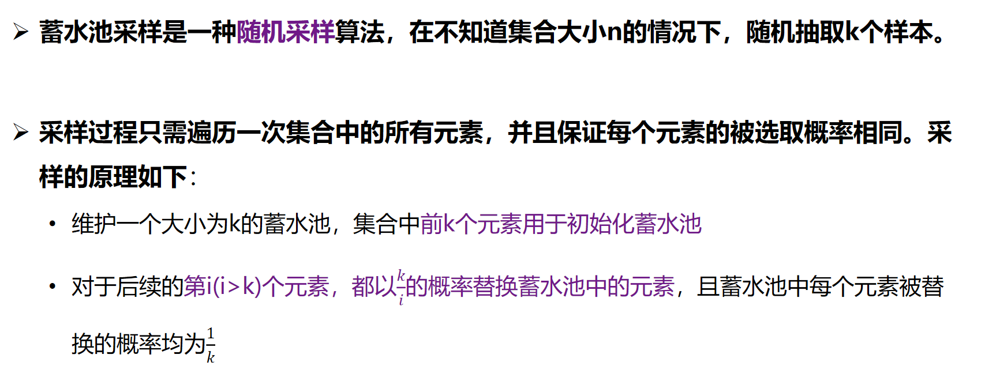 ➢ 蓄水池采样是一种随机采样算法，在不知道集合大小n的情况下，随机抽取k个样本。
➢ 采样过程只需遍历一次集合中的所有元素，并且保证每个元素的被选取概率相同。采
样的原理如下：
• 维护一个大小为k的蓄水池，集合中前k个元素用于初始化蓄水池
• 对于后续的第i(i>k)个元素，都以k/i的概率替换蓄水池中的元素，且蓄水池中每个元素被替
换的概率均为1/k